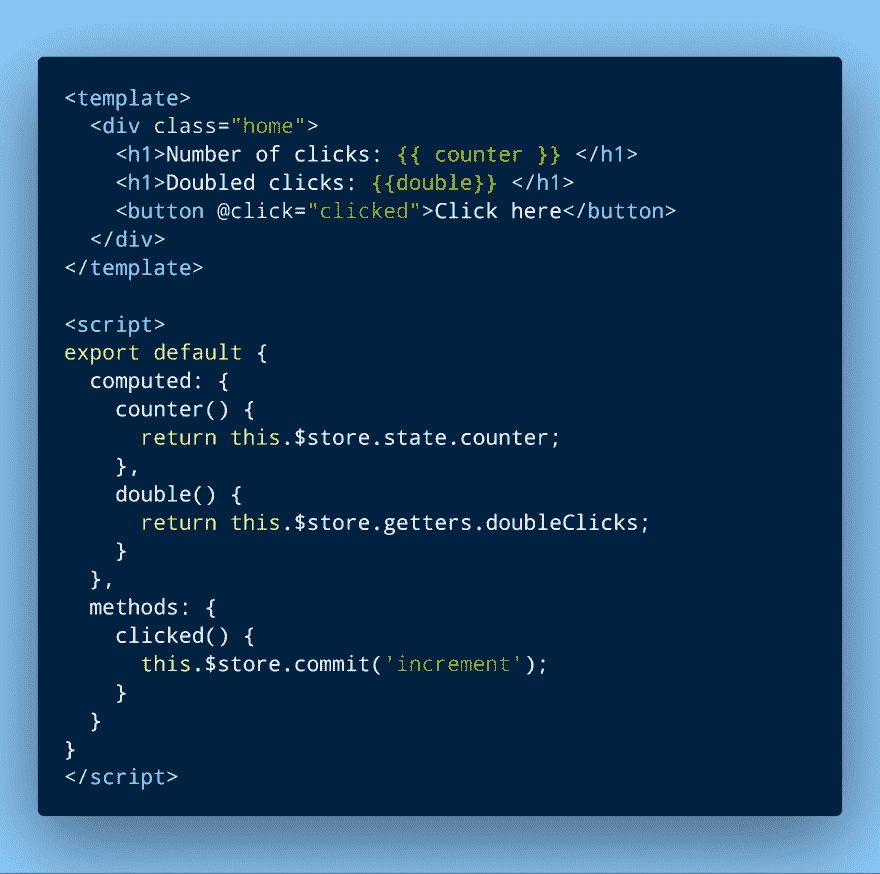 <template>
  <div class="home">
    <h1>Number of clicks: {{ counter }} </h1>
    <h1>Doubled clicks: {{double}} </h1>
    <button @click="clicked">Click here</button>
  </div>
</template>

<script>
export default {
  computed: {
    counter() {
      return this.$store.state.counter;
    },
    double() {
      return this.$store.getters.doubleClicks;
    }
  },
  methods: {
    clicked() {
      this.$store.commit('increment');
    }
  }
}
</script>